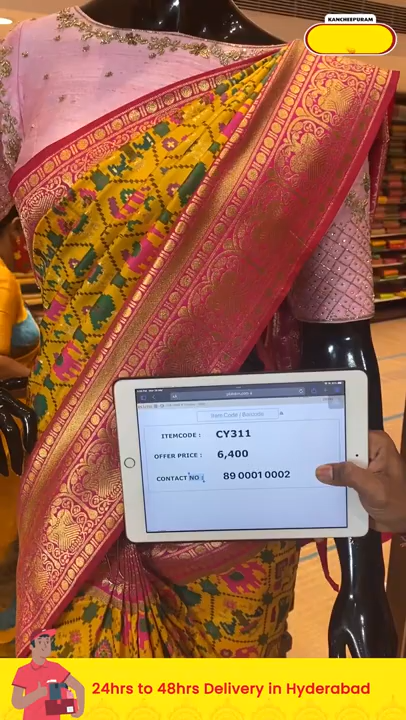 KANCHEEPURAM
Item Code / Barcode
ITEMCODE : CY311
OFFER PRICE : 6,400
CONTACT NO : 89 0001 0002
24hrs to 48hrs Delivery in Hyderabad